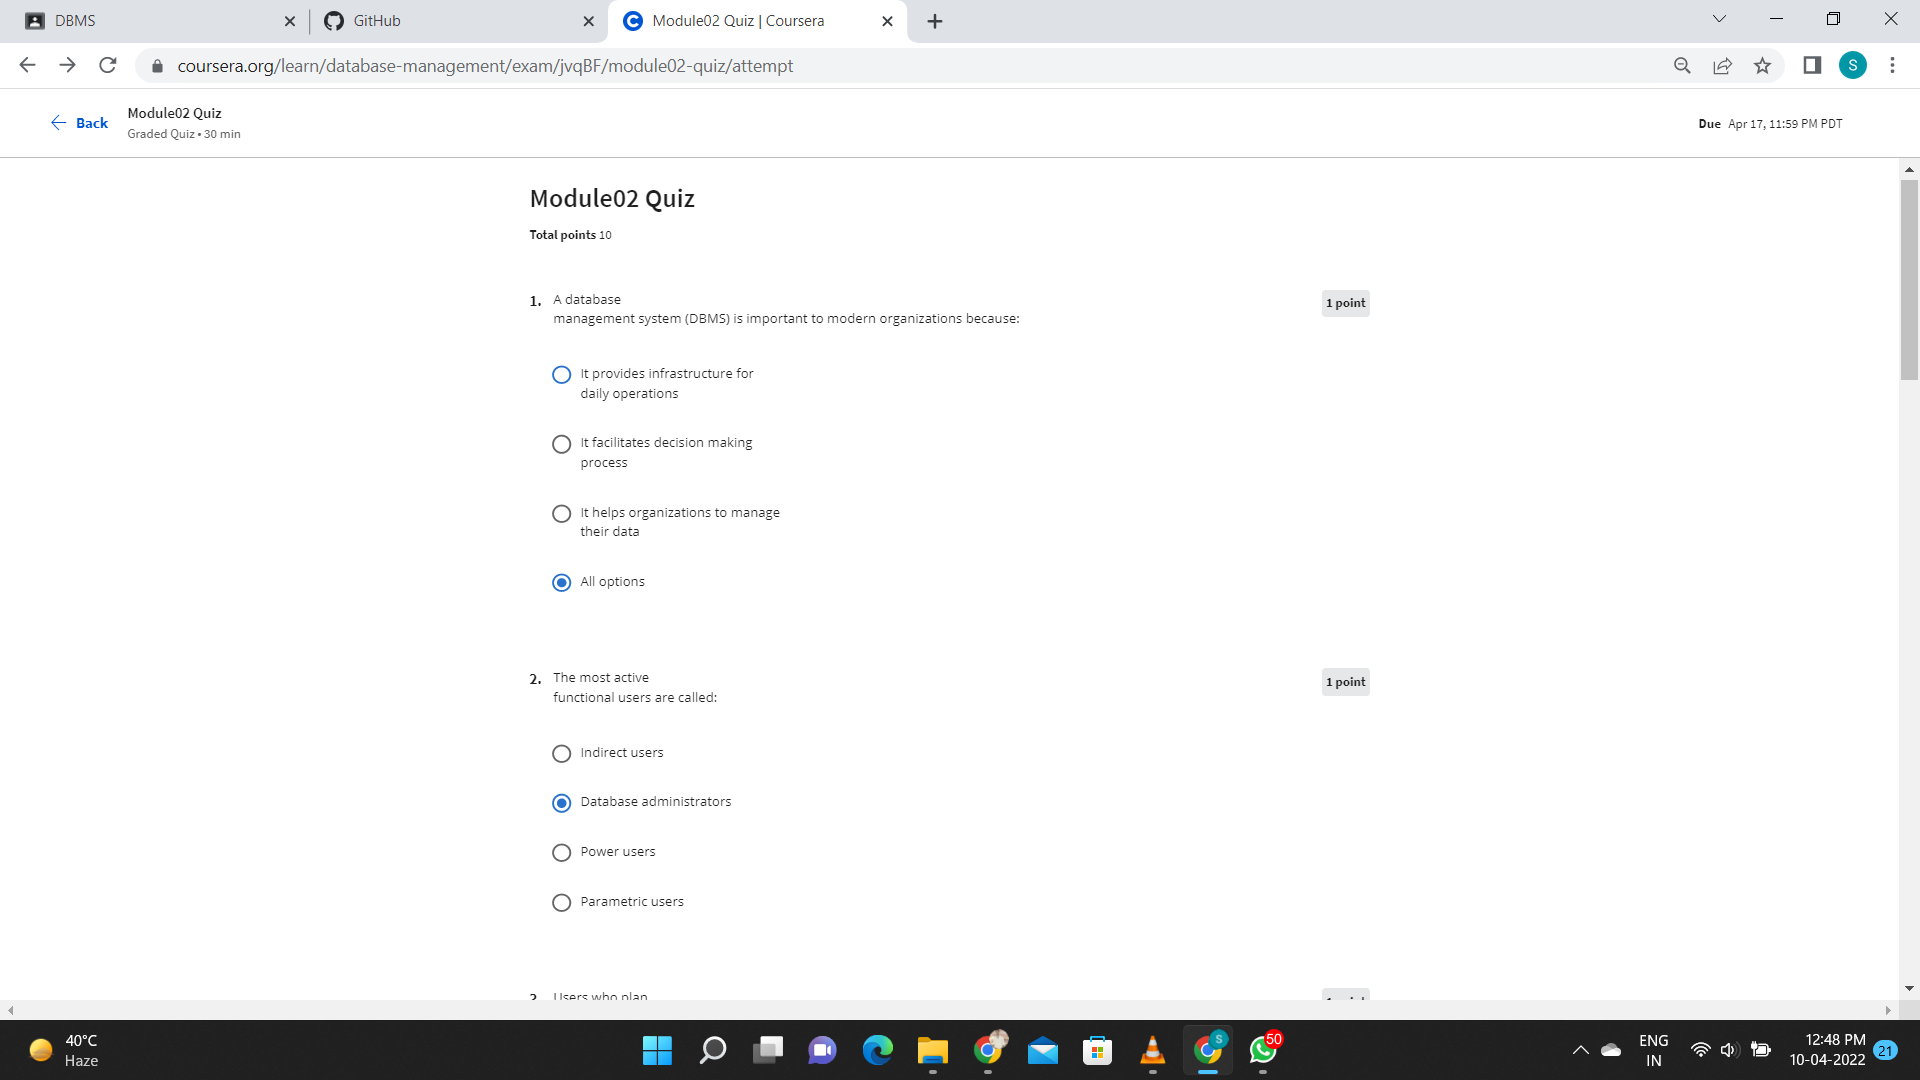 DBMS
GitHub
Module02 Quiz | Coursera
coursera.org/learn/database-management/exam/jvqBF/module02-quiz/attempt
S
Back
Module02 Quiz
Graded Quiz • 30 min
Due Apr 17, 11:59 PM PDT
Module02 Quiz
Total points 10
1. A database
management system (DBMS) is important to modern organizations because:
1 point
It provides infrastructure for
daily operations
It facilitates decision making
process
It helps organizations to manage
their data
All options
2. The most active
functional users are called:
1 point
Indirect users
Database administrators
Power users
Parametric users
3. Users who plan
1 point
40°C
Haze
S
50
ENG
IN
12:48 PM
10-04-2022
21